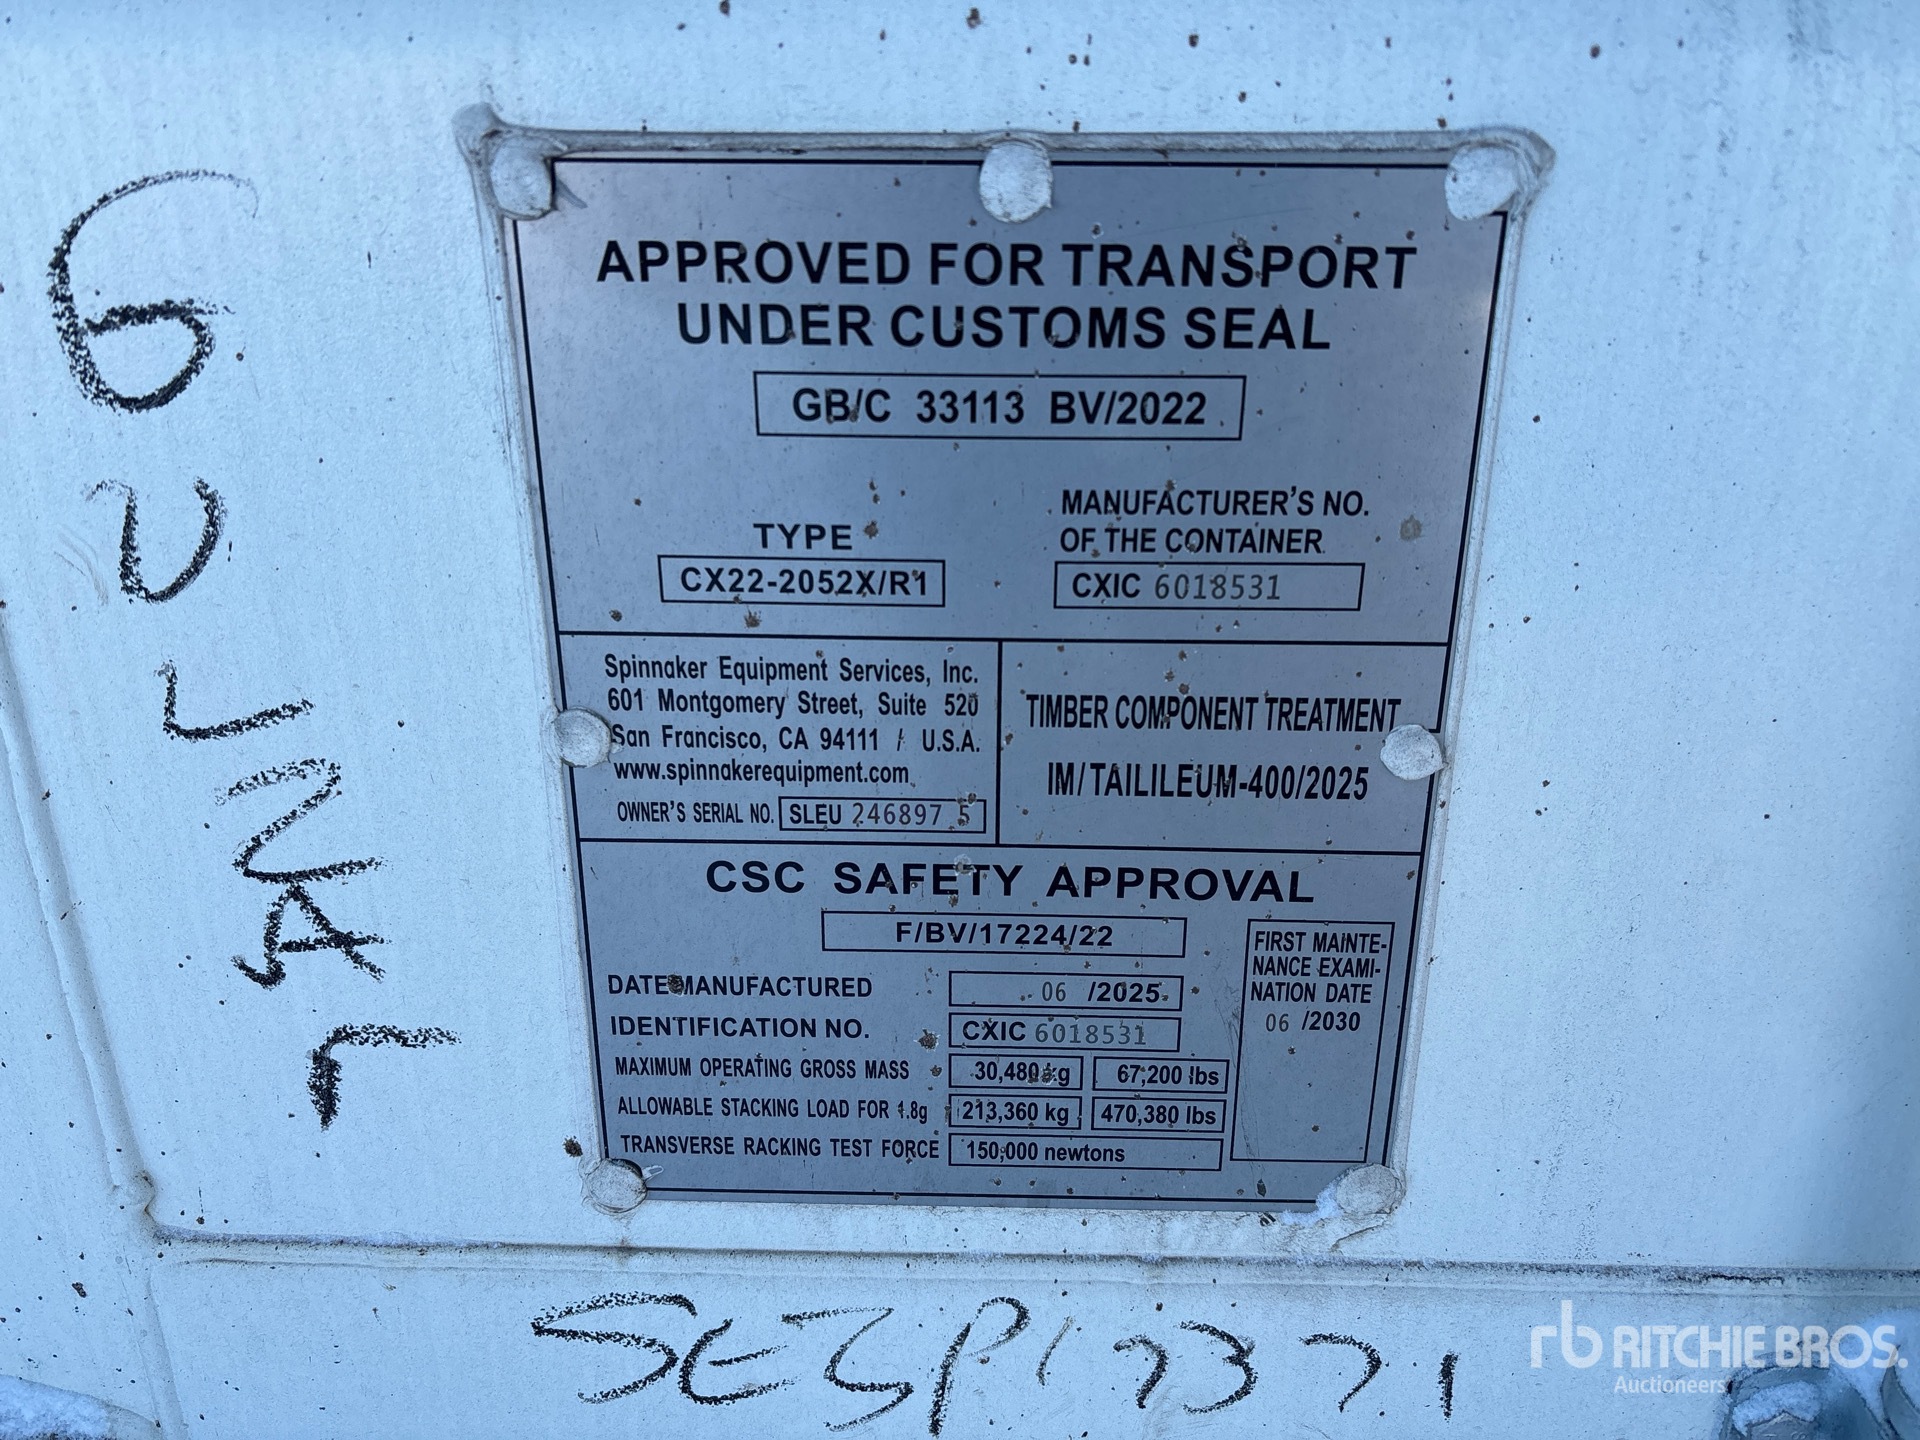 APPROVED FOR TRANSPORT
UNDER CUSTOMS SEAL
GB/C 33113 BV/2022
TYPE
CX22-2052X/R1
MANUFACTURER'S NO.
OF THE CONTAINER
CXIC 6018531
Spinnaker Equipment Services, Inc.
601 Montgomery Street, Suite 520
San Francisco, CA 94111 / U.S.A.
www.spinnakerequipment.com
OWNER'S SERIAL NO. SLEU 246897 5
TIMBER COMPONENT TREATMENT
IM/TAILILEUM-400/2025
CSC SAFETY APPROVAL
F/BV/17224/22
DATE MANUFACTURED 06 /2025
IDENTIFICATION NO. CXIC 6018531
MAXIMUM OPERATING GROSS MASS 30,480 kg 67,200 lbs
ALLOWABLE STACKING LOAD FOR 1.8g 213,360 kg 470,380 lbs
TRANSVERSE RACKING TEST FORCE 150,000 newtons
FIRST MAINTE-
NANCE EXAMI-
NATION DATE
06 /2030
rb RITCHIE BROS.
Auctioneers